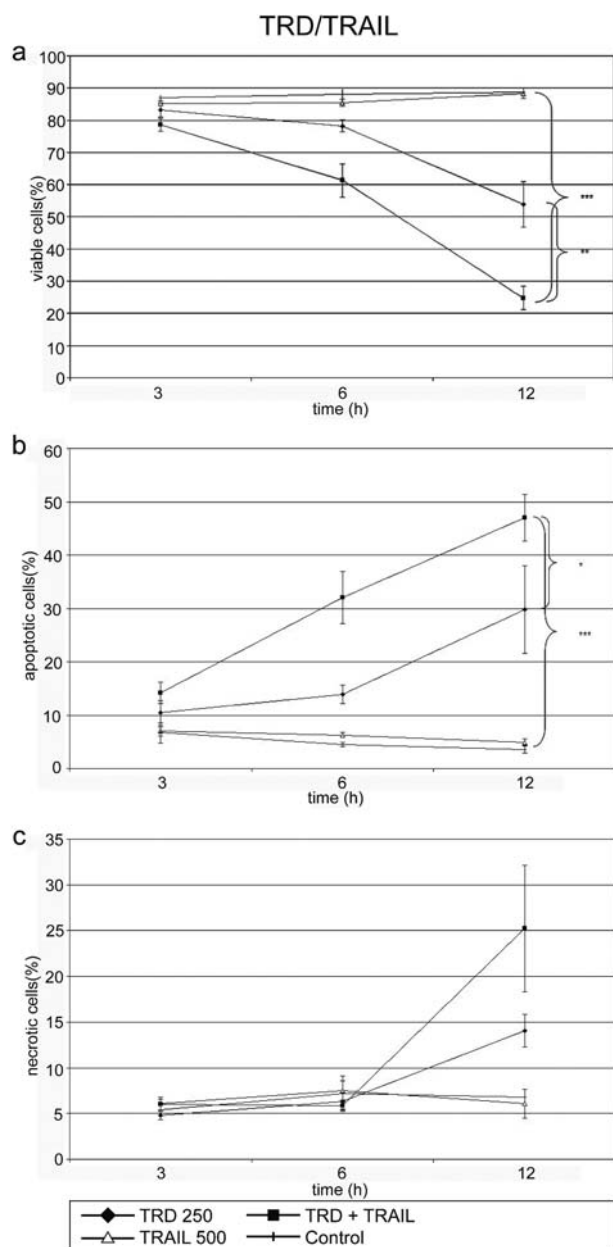 TRD/TRAIL
a
100
90
80
70
60
50
40
30
20
10
0
viable cells(%)
***
**
3 6 12
time (h)
b
60
50
40
30
20
10
0
apoptotic cells(%)
*
***
3 6 12
time (h)
c
35
30
25
20
15
10
5
0
necrotic cells(%)
3 6 12
time (h)
TRD 250 TRD + TRAIL
TRAIL 500 Control